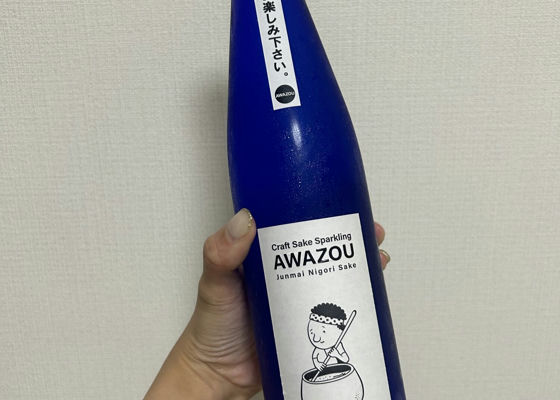 楽しみ下さい。
AWAZOU
Craft Sake Sparkling
AWAZOU
Junmai Nigori Sake